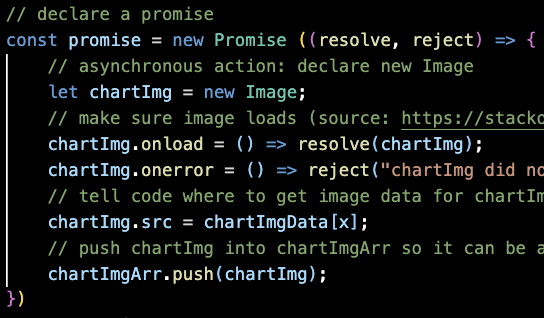 // declare a promise
const promise = new Promise ((resolve, reject) => {
// asynchronous action: declare new Image
let chartImg = new Image;
// make sure image loads (source: https://stacko
chartImg.onload = () => resolve(chartImg);
chartImg.onerror = () => reject("chartImg did no
// tell code where to get image data for chartIm
chartImg.src = chartImgData[x];
// push chartImg into chartImgArr so it can be a
chartImgArr.push(chartImg);
})